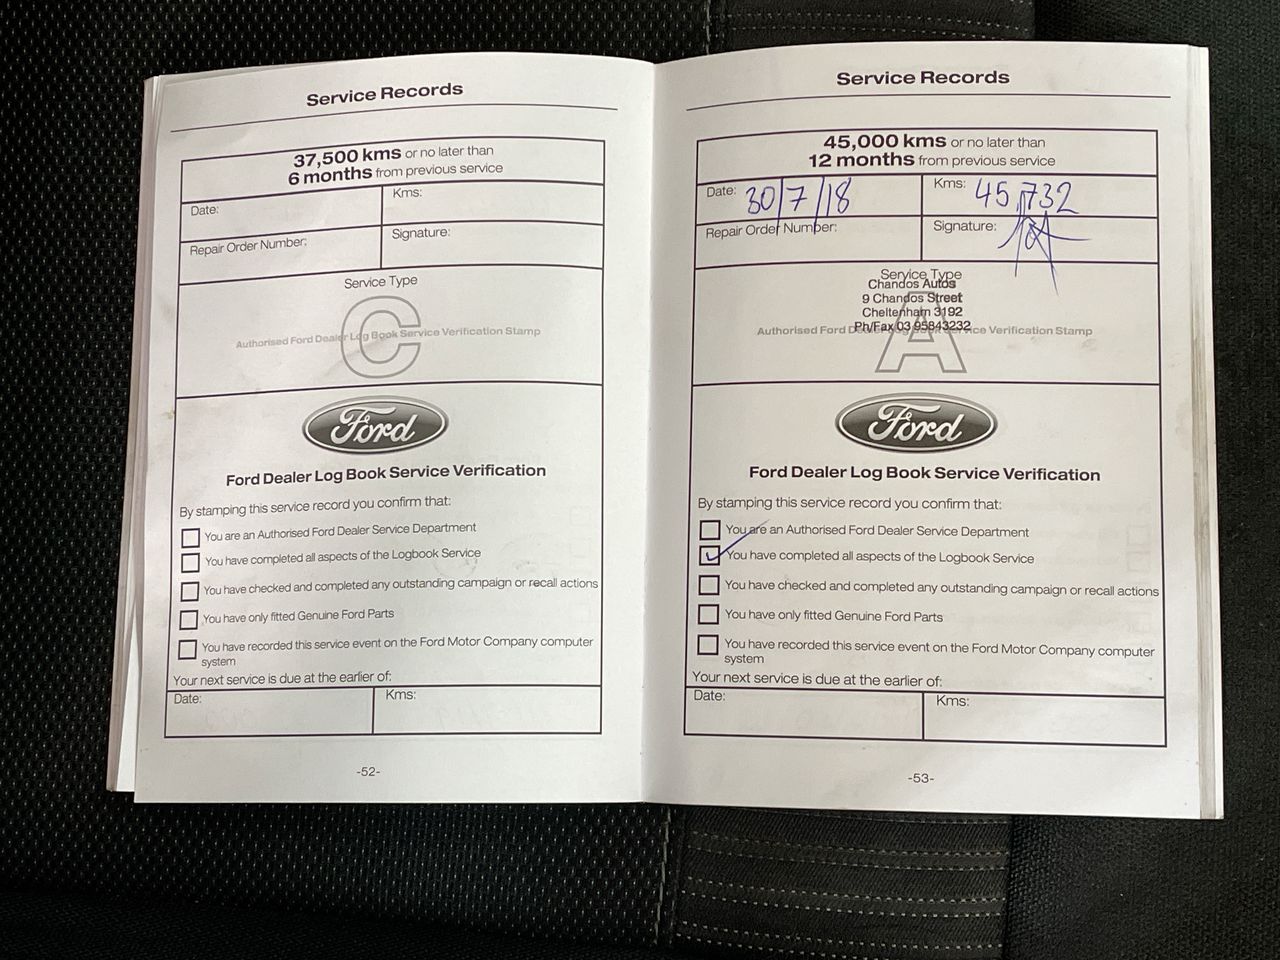 Service Records
37,500 kms or no later than
6 months from previous service
Date:
Kms:
Repair Order Number:
Signature:
Service Type
C
Authorised Ford Dealer Log Book Service Verification Stamp
Ford
Ford Dealer Log Book Service Verification
By stamping this service record you confirm that:
You are an Authorised Ford Dealer Service Department
You have completed all aspects of the Logbook Service
You have checked and completed any outstanding campaign or recall actions
You have only fitted Genuine Ford Parts
You have recorded this service event on the Ford Motor Company computer
system
Your next service is due at the earlier of:
Date:
Kms:
-52-
Service Records
45,000 kms or no later than
12 months from previous service
Date: 30/7/18
Kms: 45,732
Repair Order Number:
Signature:
Service Type
Chandos Autos
9 Chandos Street
Cheltenham 3192
Ph/Fax 03 95843232
A
Authorised Ford Dealer Log Book Service Verification Stamp
Ford
Ford Dealer Log Book Service Verification
By stamping this service record you confirm that:
You are an Authorised Ford Dealer Service Department
You have completed all aspects of the Logbook Service
You have checked and completed any outstanding campaign or recall actions
You have only fitted Genuine Ford Parts
You have recorded this service event on the Ford Motor Company computer
system
Your next service is due at the earlier of:
Date:
Kms:
-53-